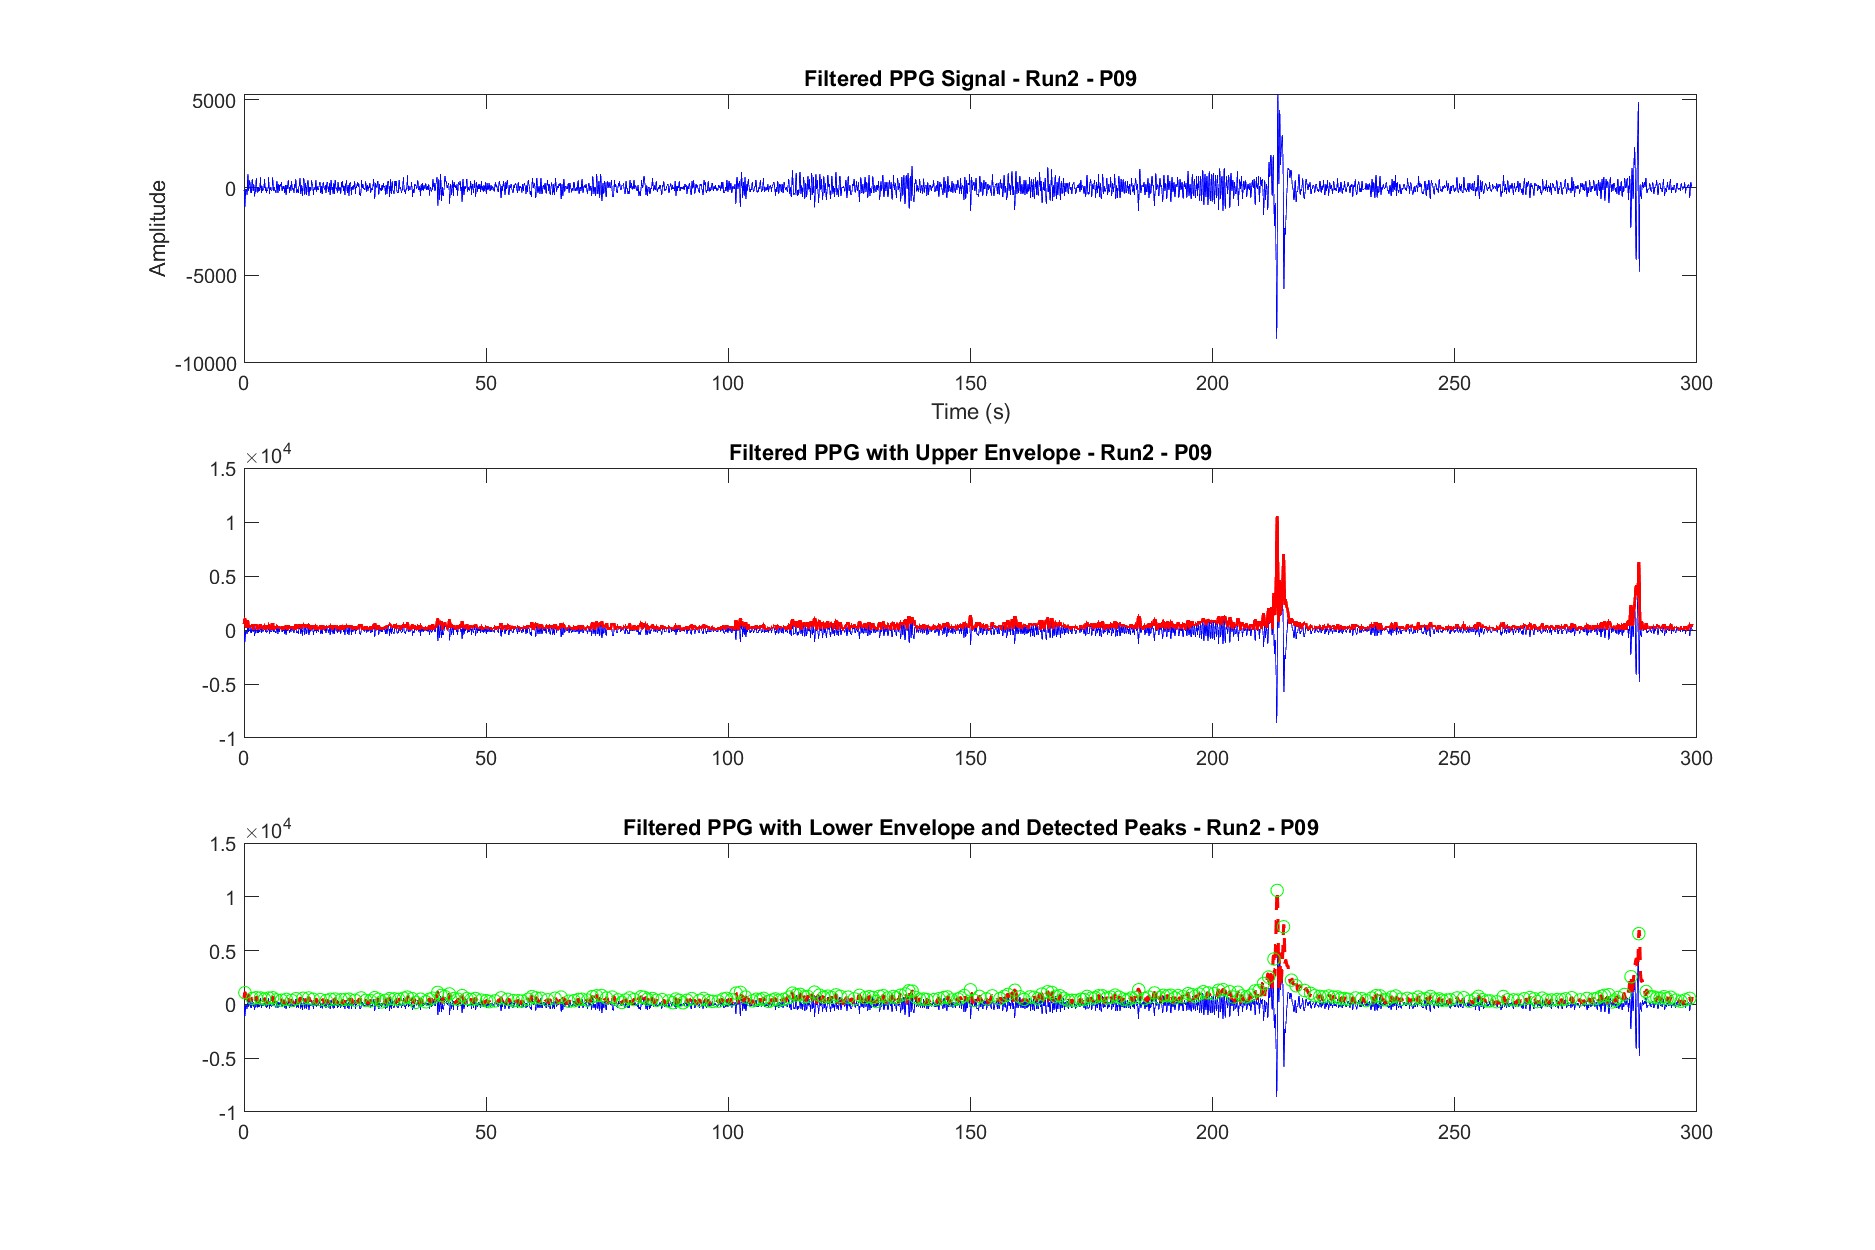 Filtered PPG Signal - Run2 - P09
5000
0
-5000
-10000
Amplitude
0 50 100 150 200 250 300
Time (s)
Filtered PPG with Upper Envelope - Run2 - P09
×10^4
1.5
1
0.5
0
-0.5
-1
0 50 100 150 200 250 300
Filtered PPG with Lower Envelope and Detected Peaks - Run2 - P09
×10^4
1.5
1
0.5
0
-0.5
-1
0 50 100 150 200 250 300